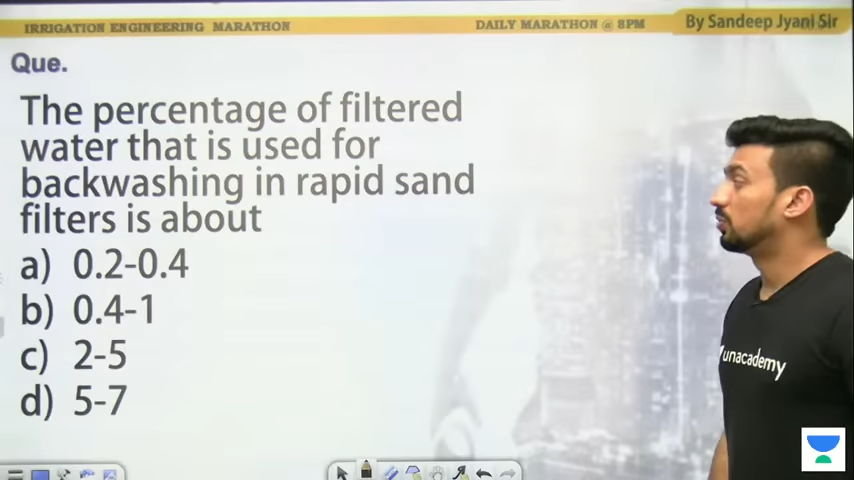 IRRIGATION ENGINEERING MARATHON
DAILY MARATHON @ 8PM
By Sandeep Jyani Sir
Que.
The percentage of filtered
water that is used for
backwashing in rapid sand
filters is about
a) 0.2-0.4
b) 0.4-1
c) 2-5
d) 5-7
unacademy